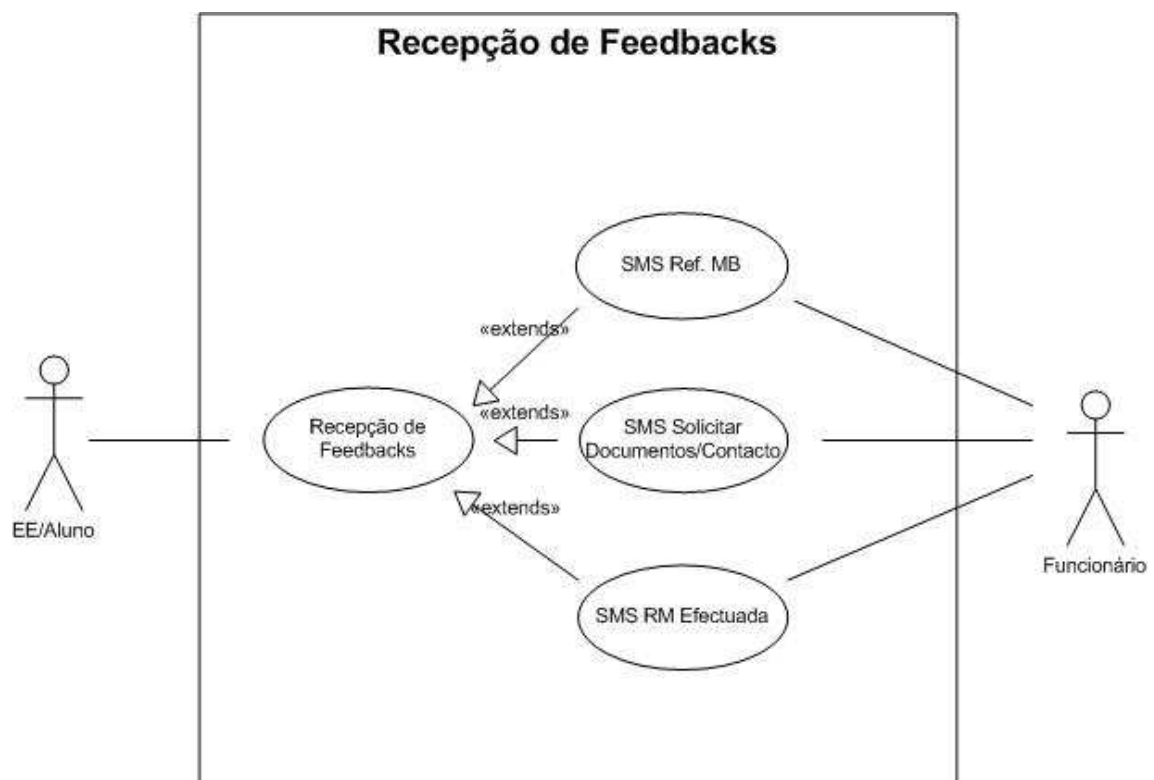 Recepção de Feedbacks
SMS Ref. MB
«extends»
«extends»
Recepção de
Feedbacks
SMS Solicitar
Documentos/Contacto
«extends»
EE/Aluno
Funcionário
SMS RM Efectuada